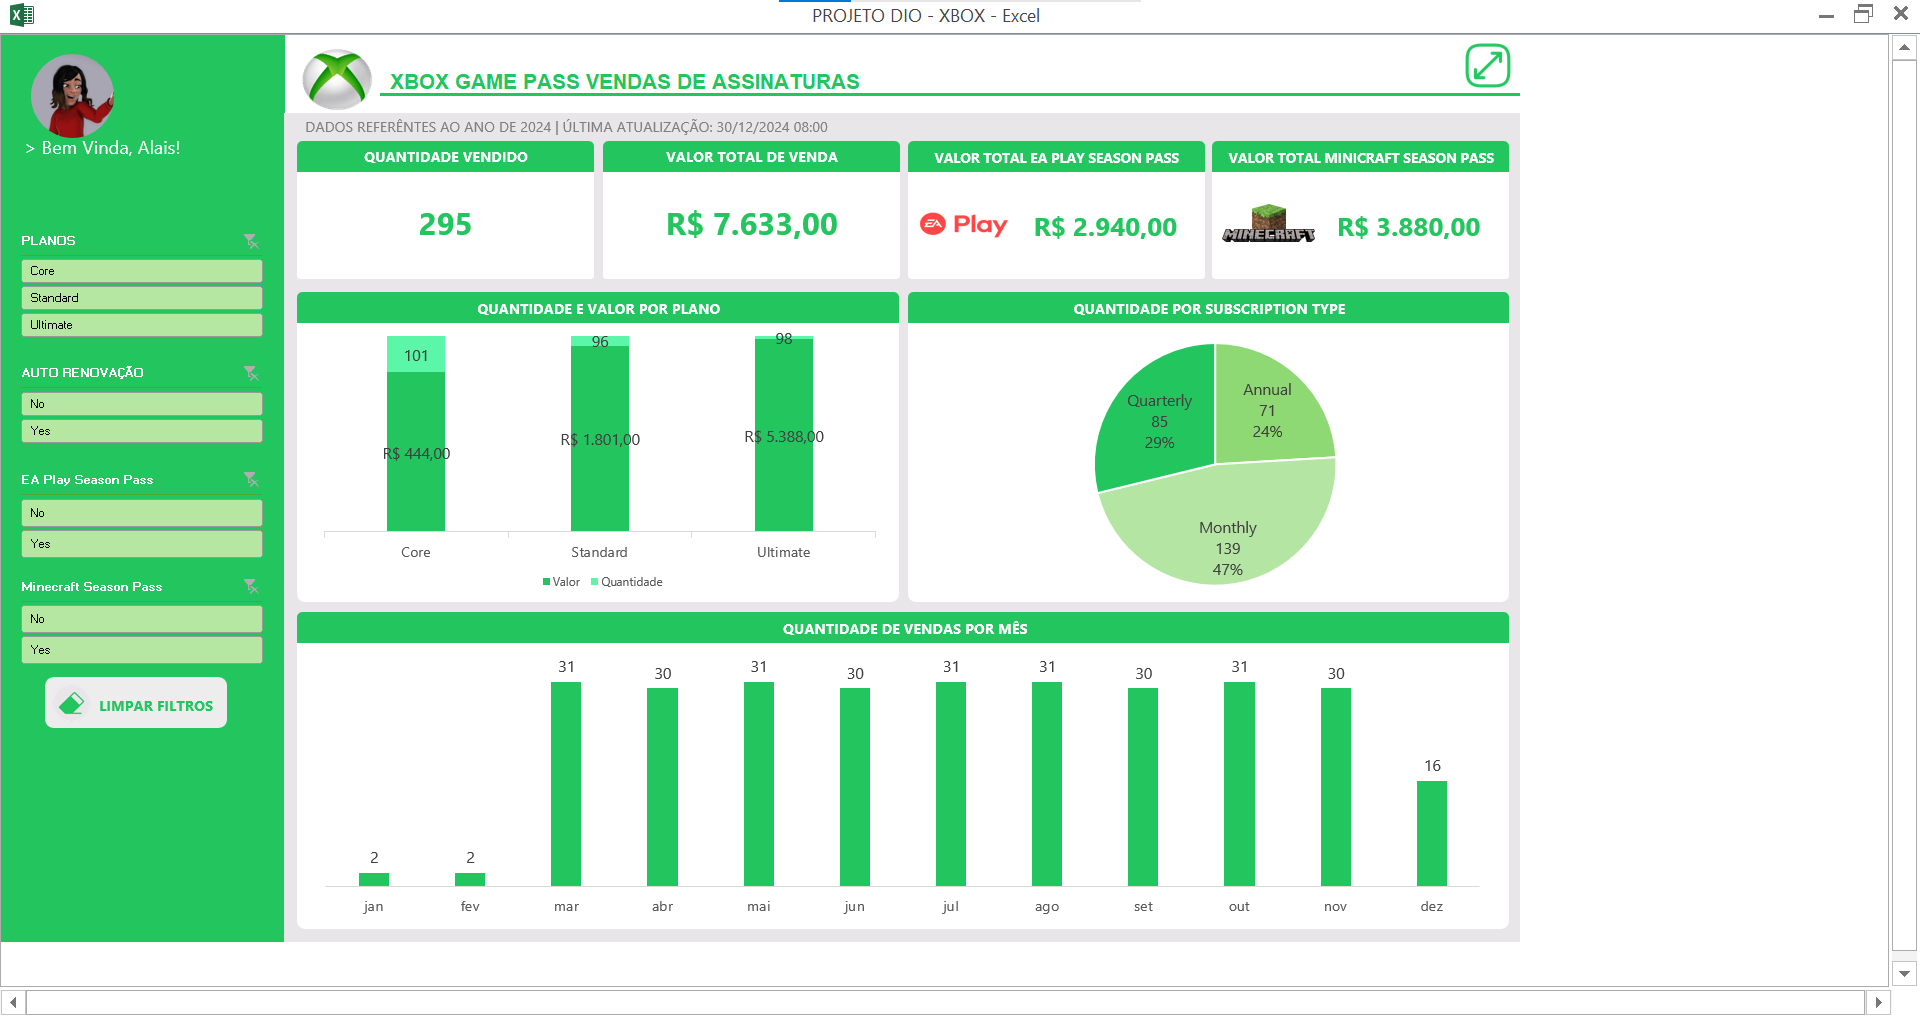 PROJETO DIO - XBOX - Excel
> Bem Vinda, Alais!
PLANOS
Core
Standard
Ultimate
AUTO RENOVAÇÃO
No
Yes
EA Play Season Pass
No
Yes
Minecraft Season Pass
No
Yes
LIMPAR FILTROS
XBOX GAME PASS VENDAS DE ASSINATURAS
DADOS REFERÊNTES AO ANO DE 2024 | ÚLTIMA ATUALIZAÇÃO: 30/12/2024 08:00
QUANTIDADE VENDIDO
295
VALOR TOTAL DE VENDA
R$ 7.633,00
VALOR TOTAL EA PLAY SEASON PASS
EA Play R$ 2.940,00
VALOR TOTAL MINICRAFT SEASON PASS
MINECRAFT R$ 3.880,00
QUANTIDADE E VALOR POR PLANO
101 96 98
R$ 444,00 R$ 1.801,00 R$ 5.388,00
Core Standard Ultimate
Valor Quantidade
QUANTIDADE POR SUBSCRIPTION TYPE
Quarterly
85
29%
Annual
71
24%
Monthly
139
47%
QUANTIDADE DE VENDAS POR MÊS
2 2 31 30 31 30 31 31 30 31 30 16
jan fev mar abr mai jun jul ago set out nov dez